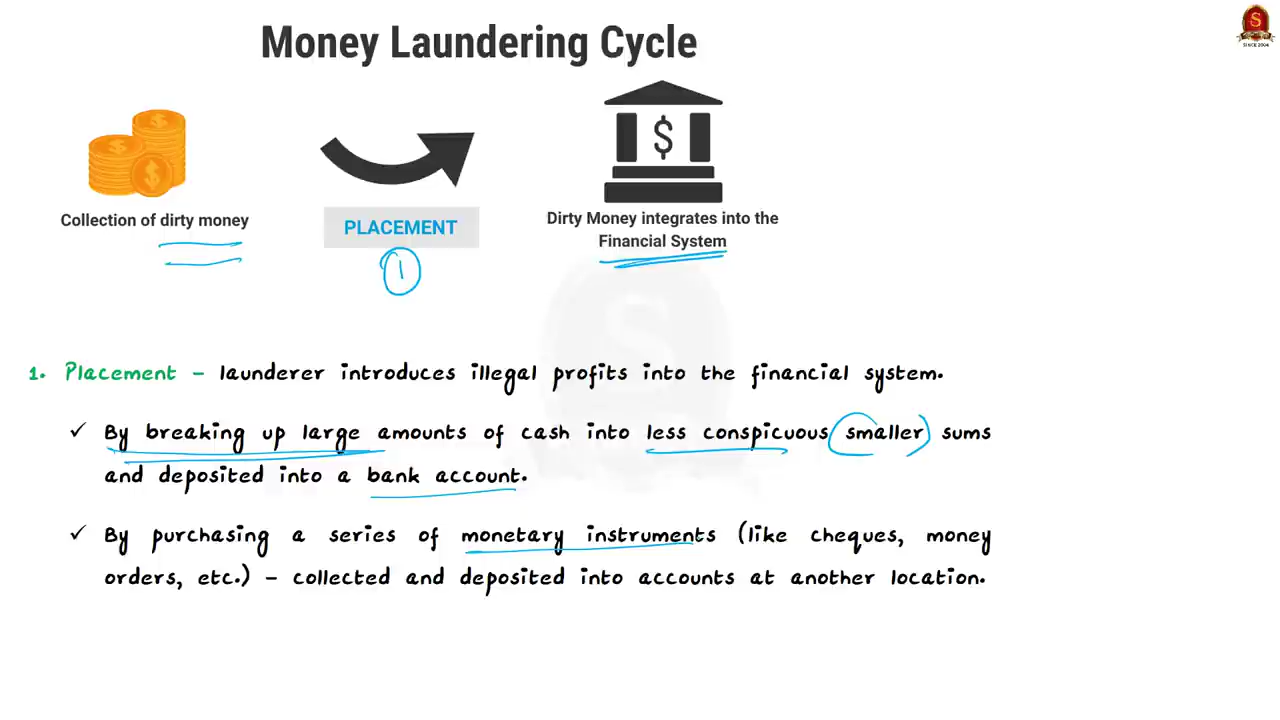 Money Laundering Cycle
S
SINCE 2004
$
Collection of dirty money
PLACEMENT
Dirty Money integrates into the
Financial System
1
1. Placement – launderer introduces illegal profits into the financial system.
✓ By breaking up large amounts of cash into less conspicuous smaller sums
and deposited into a bank account.
✓ By purchasing a series of monetary instruments (like cheques, money
orders, etc.) – collected and deposited into accounts at another location.